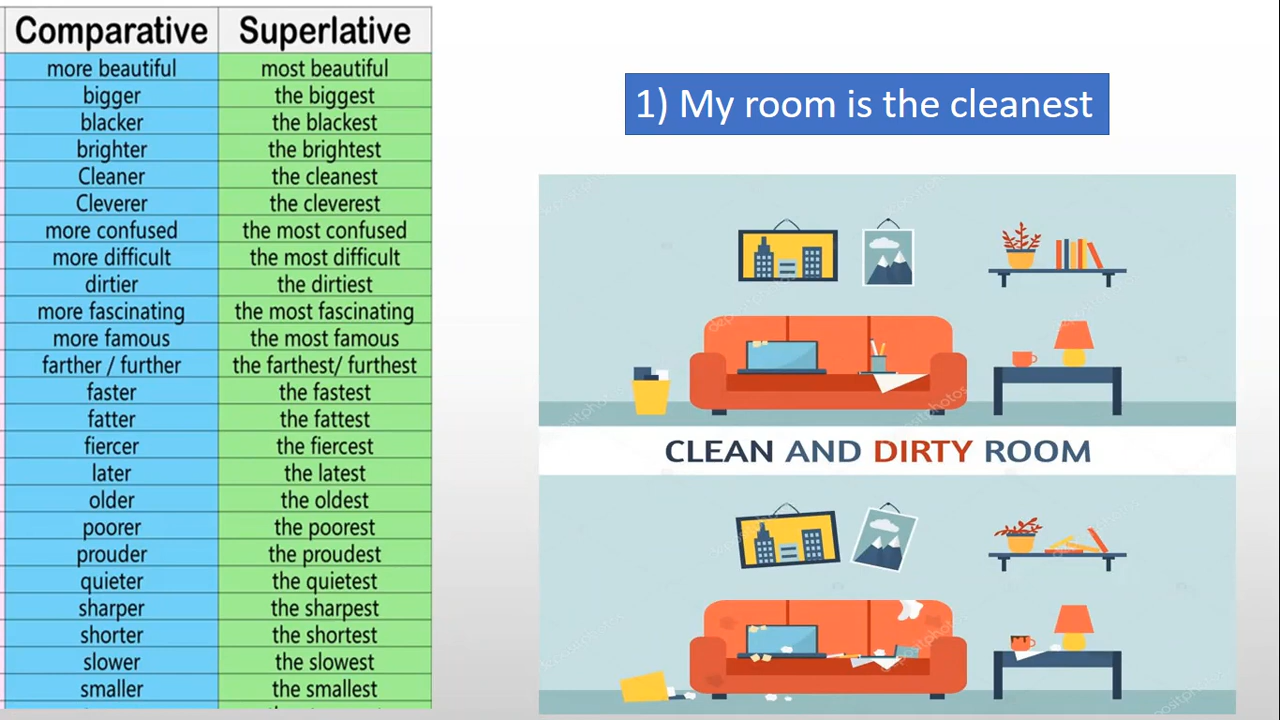 Comparative Superlative
more beautiful most beautiful
bigger the biggest
blacker the blackest
brighter the brightest
Cleaner the cleanest
Cleverer the cleverest
more confused the most confused
more difficult the most difficult
dirtier the dirtiest
more fascinating the most fascinating
more famous the most famous
farther / further the farthest/ furthest
faster the fastest
fatter the fattest
fiercer the fiercest
later the latest
older the oldest
poorer the poorest
prouder the proudest
quieter the quietest
sharper the sharpest
shorter the shortest
slower the slowest
smaller the smallest
1) My room is the cleanest
CLEAN AND DIRTY ROOM